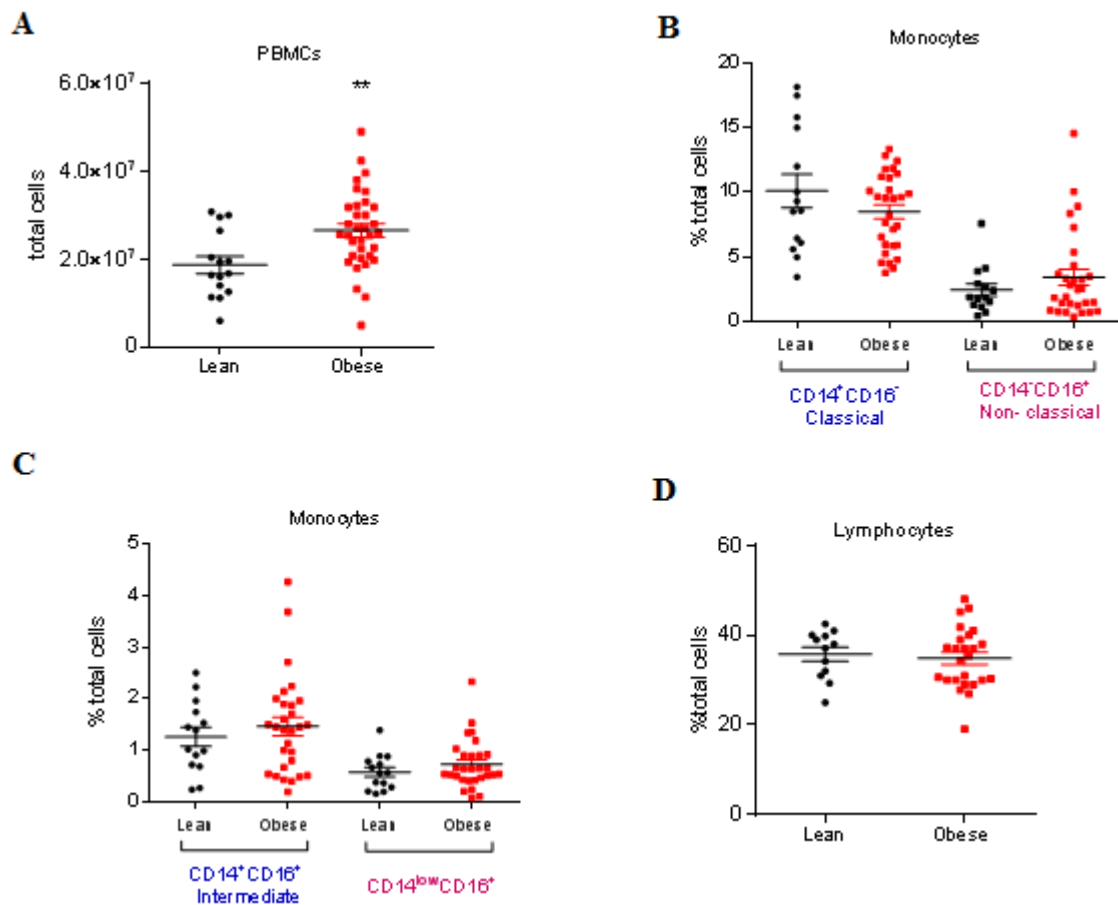 A
PBMCs
6.0×10⁷
**
4.0×10⁷
2.0×10⁷
0
total cells
Lean Obese
B
Monocytes
20
15
10
5
0
% total cells
Lean Obese Lean Obese
CD14⁺CD16⁻ CD14⁻CD16⁺
Classical Non- classical
C
Monocytes
5
4
3
2
1
0
% total cells
Lean Obese Lean Obese
CD14⁺CD16⁺ CD14ˡᵒʷCD16⁺
Intermediate
D
Lymphocytes
60
40
20
0
%total cells
Lean Obese